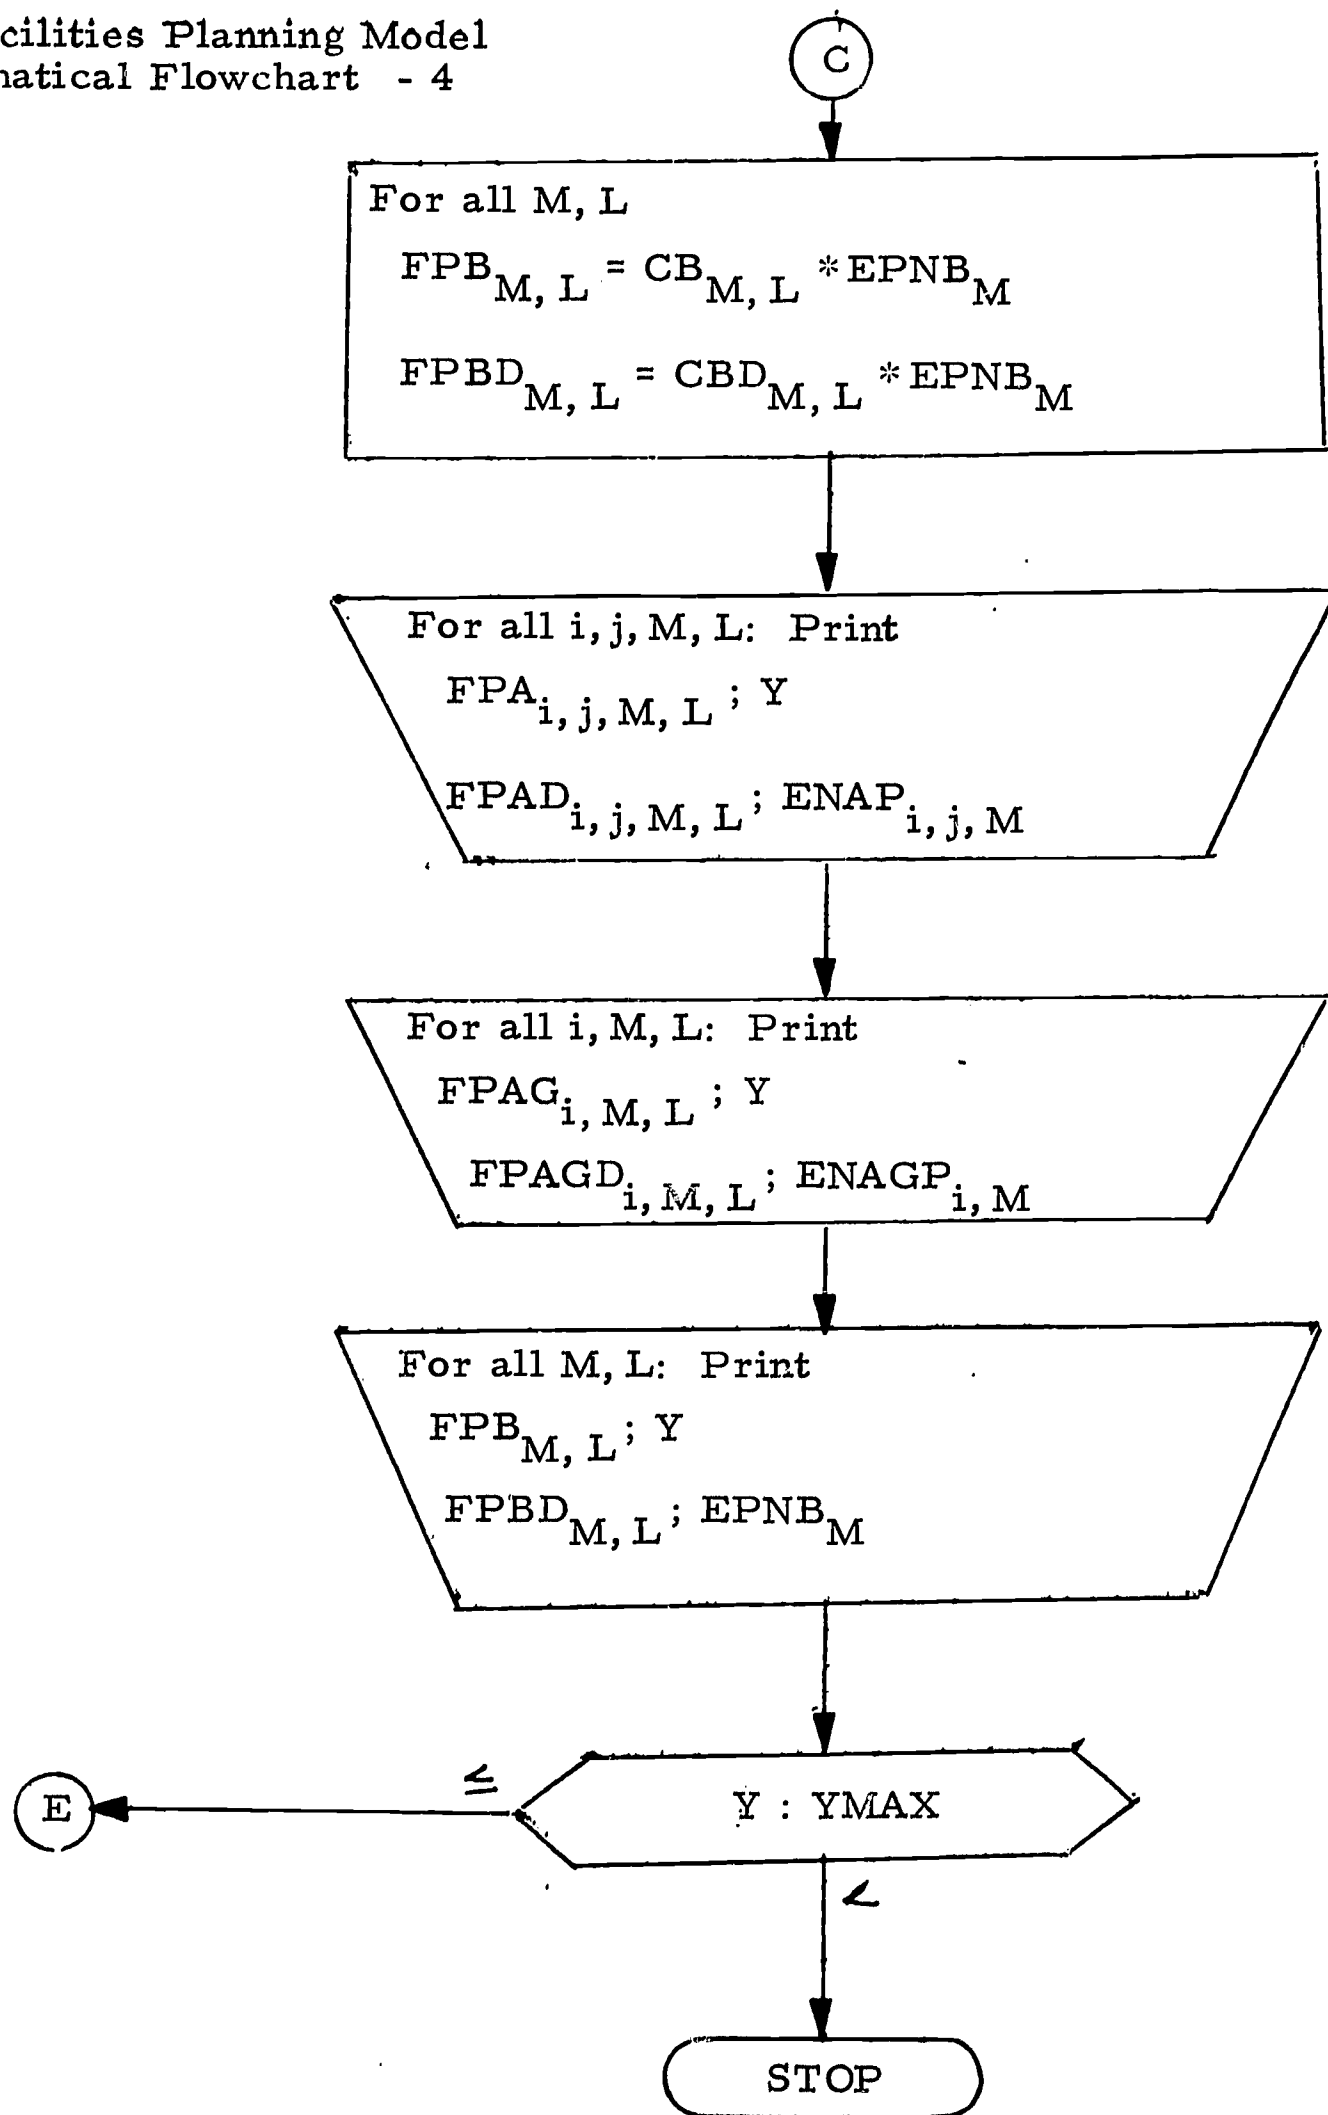 cilities Planning Model
natical Flowchart - 4
C
For all M, L
FPB M, L = CB M, L * EPNB M
FPBD M, L = CBD M, L * EPNB M
For all i, j, M, L: Print
FPA i, j, M, L ; Y
FPAD i, j, M, L ; ENAP i, j, M
For all i, M, L: Print
FPAG i, M, L ; Y
FPAGD i, M, L ; ENAGP i, M
For all M, L: Print
FPB M, L ; Y
FPBD M, L ; EPNB M
≤
E
Y : YMAX
<
STOP